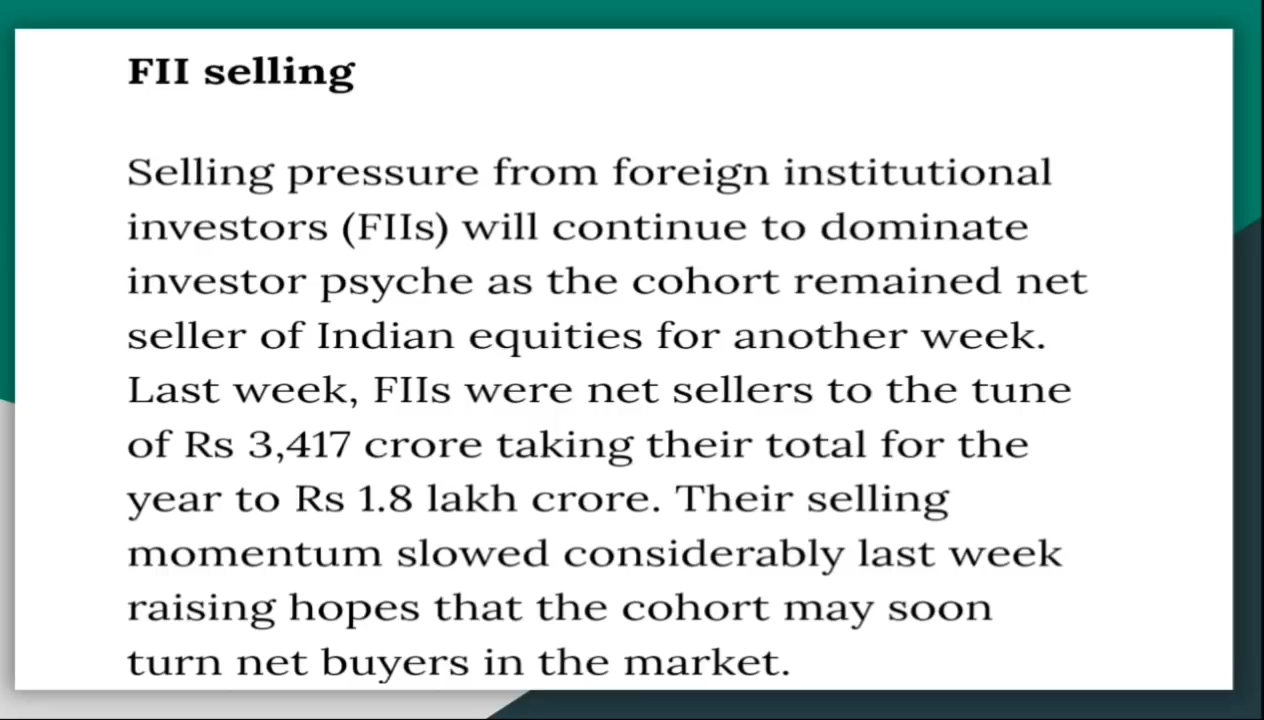 FII selling
Selling pressure from foreign institutional
investors (FIIs) will continue to dominate
investor psyche as the cohort remained net
seller of Indian equities for another week.
Last week, FIIs were net sellers to the tune
of Rs 3,417 crore taking their total for the
year to Rs 1.8 lakh crore. Their selling
momentum slowed considerably last week
raising hopes that the cohort may soon
turn net buyers in the market.